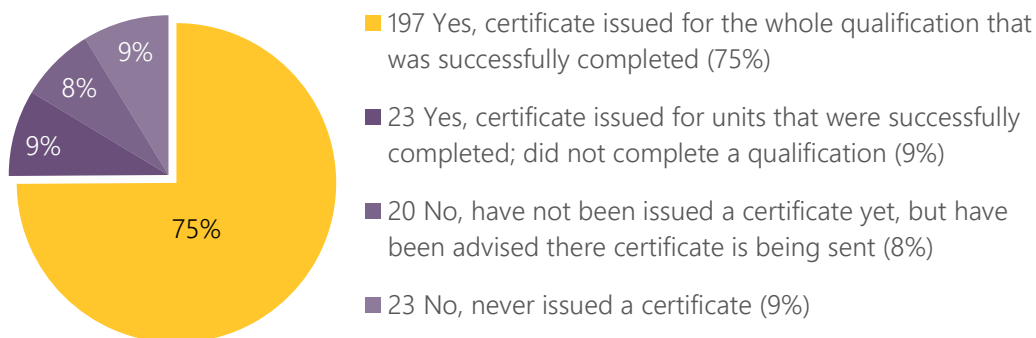 9%
8%
9%
75%
197 Yes, certificate issued for the whole qualification that
was successfully completed (75%)
23 Yes, certificate issued for units that were successfully
completed; did not complete a qualification (9%)
20 No, have not been issued a certificate yet, but have
been advised there certificate is being sent (8%)
23 No, never issued a certificate (9%)